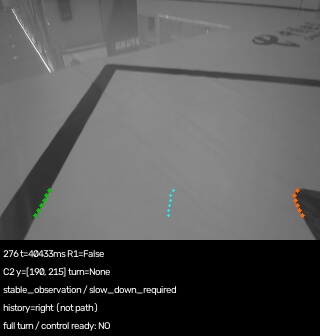 276 t=40433ms R1=False
C2 y=[190, 215] turn=None
stable_observation / slow_down_required
history=right (not path)
full turn / control ready: NO